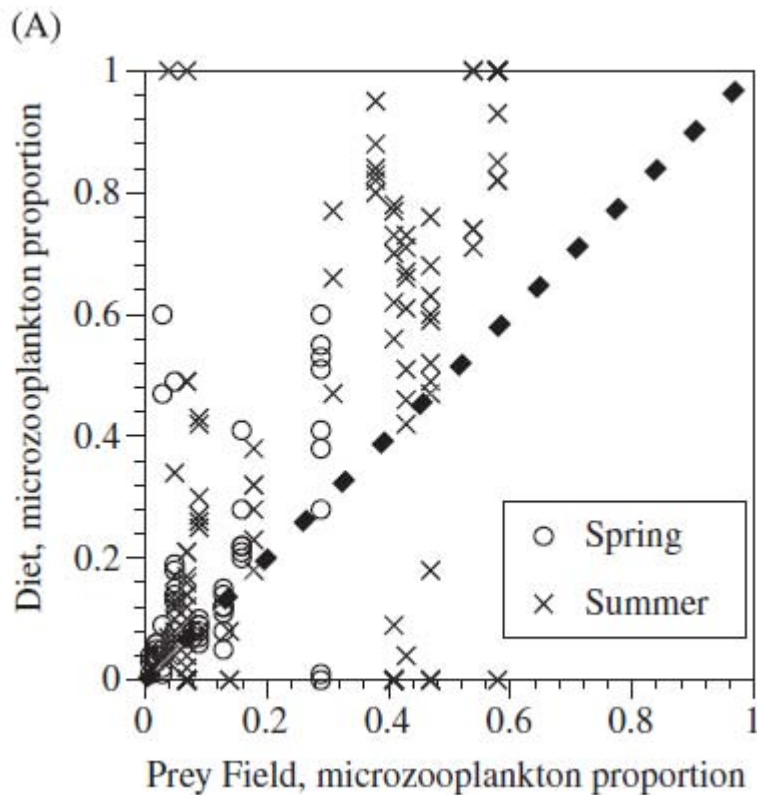 (A)
1
0.8
0.6
0.4
0.2
0
Diet, microzooplankton proportion
Spring
Summer
0 0.2 0.4 0.6 0.8 1
Prey Field, microzooplankton proportion